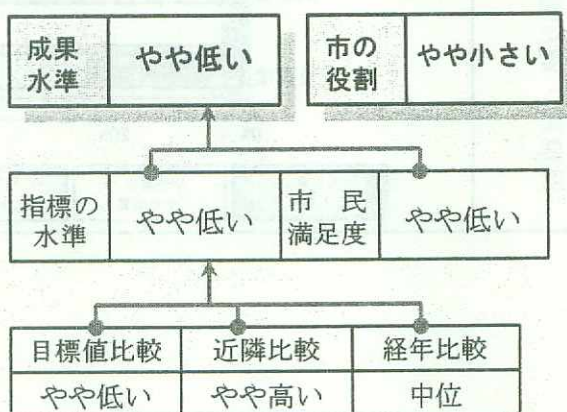 成果
水準
やや低い
市の
役割
やや小さい
指標の
水準
やや低い
市 民
満足度
やや低い
目標値比較 近隣比較 経年比較
やや低い やや高い 中位